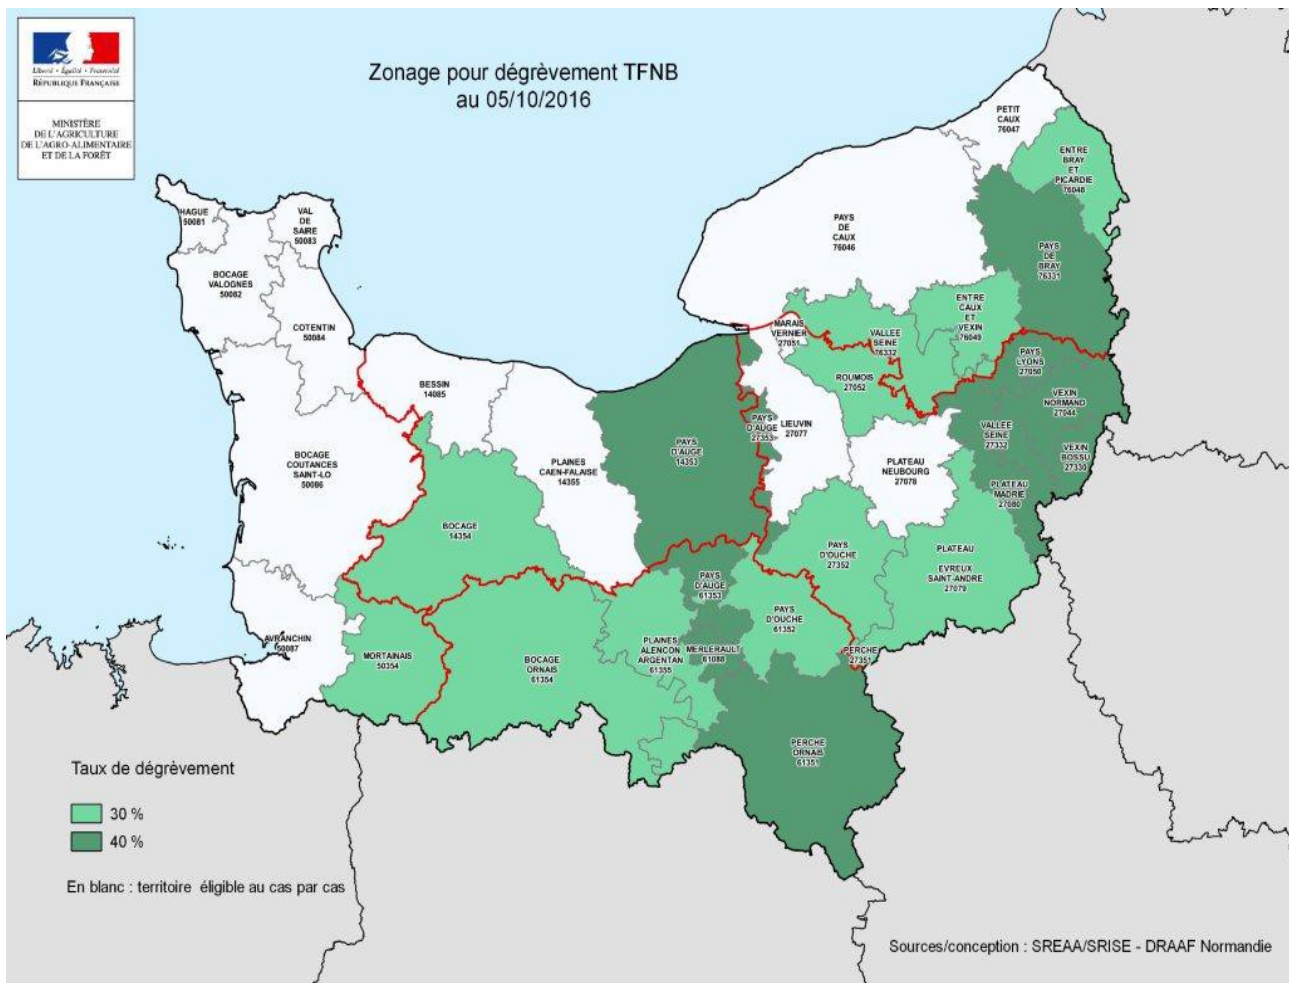 Liberté • Égalité • Fraternité
RÉPUBLIQUE FRANÇAISE
MINISTÈRE
DE L'AGRICULTURE
DE L'AGRO-ALIMENTAIRE
ET DE LA FORÊT
Zonage pour dégrèvement TFNB
au 05/10/2016
PETIT
CAUX
76047
ENTRE
BRAY
ET
PICARDIE
76048
HAGUE
50081
VAL
DE
SAIRE
50083
PAYS
DE
CAUX
76046
PAYS
DE
BRAY
76331
BOCAGE
VALOGNES
50082
COTENTIN
50084
ENTRE
CAUX
ET
VEXIN
76049
MARAIS
VERNIER
27051
VALLEE
SEINE
76332
PAYS
LYONS
27050
ROUMOIS
27052
BESSIN
14085
VEXIN
NORMAND
27044
PAYS
D'AUGE
27353
LIEUVIN
27077
VALLEE
SEINE
27332
PAYS
D'AUGE
14353
VEXIN
BOSSU
27330
BOCAGE
COUTANCES
SAINT-LO
50086
PLAINES
CAEN-FALAISE
14355
PLATEAU
NEUBOURG
27078
PLATEAU
MADRIE
27080
BOCAGE
14354
PAYS
D'OUCHE
27352
PLATEAU
EVREUX
SAINT-ANDRE
27079
PAYS
D'AUGE
61353
PAYS
D'OUCHE
61352
AVRANCHIN
50087
MORTAINAIS
50354
BOCAGE
ORNAIS
61354
PLAINES
ALENCON
ARGENTAN
61355
MERLERAULT
61088
PERCHE
27351
PERCHE
ORNAIS
61351
Taux de dégrèvement
30 %
40 %
En blanc : territoire éligible au cas par cas
Sources/conception : SREAA/SRISE - DRAAF Normandie